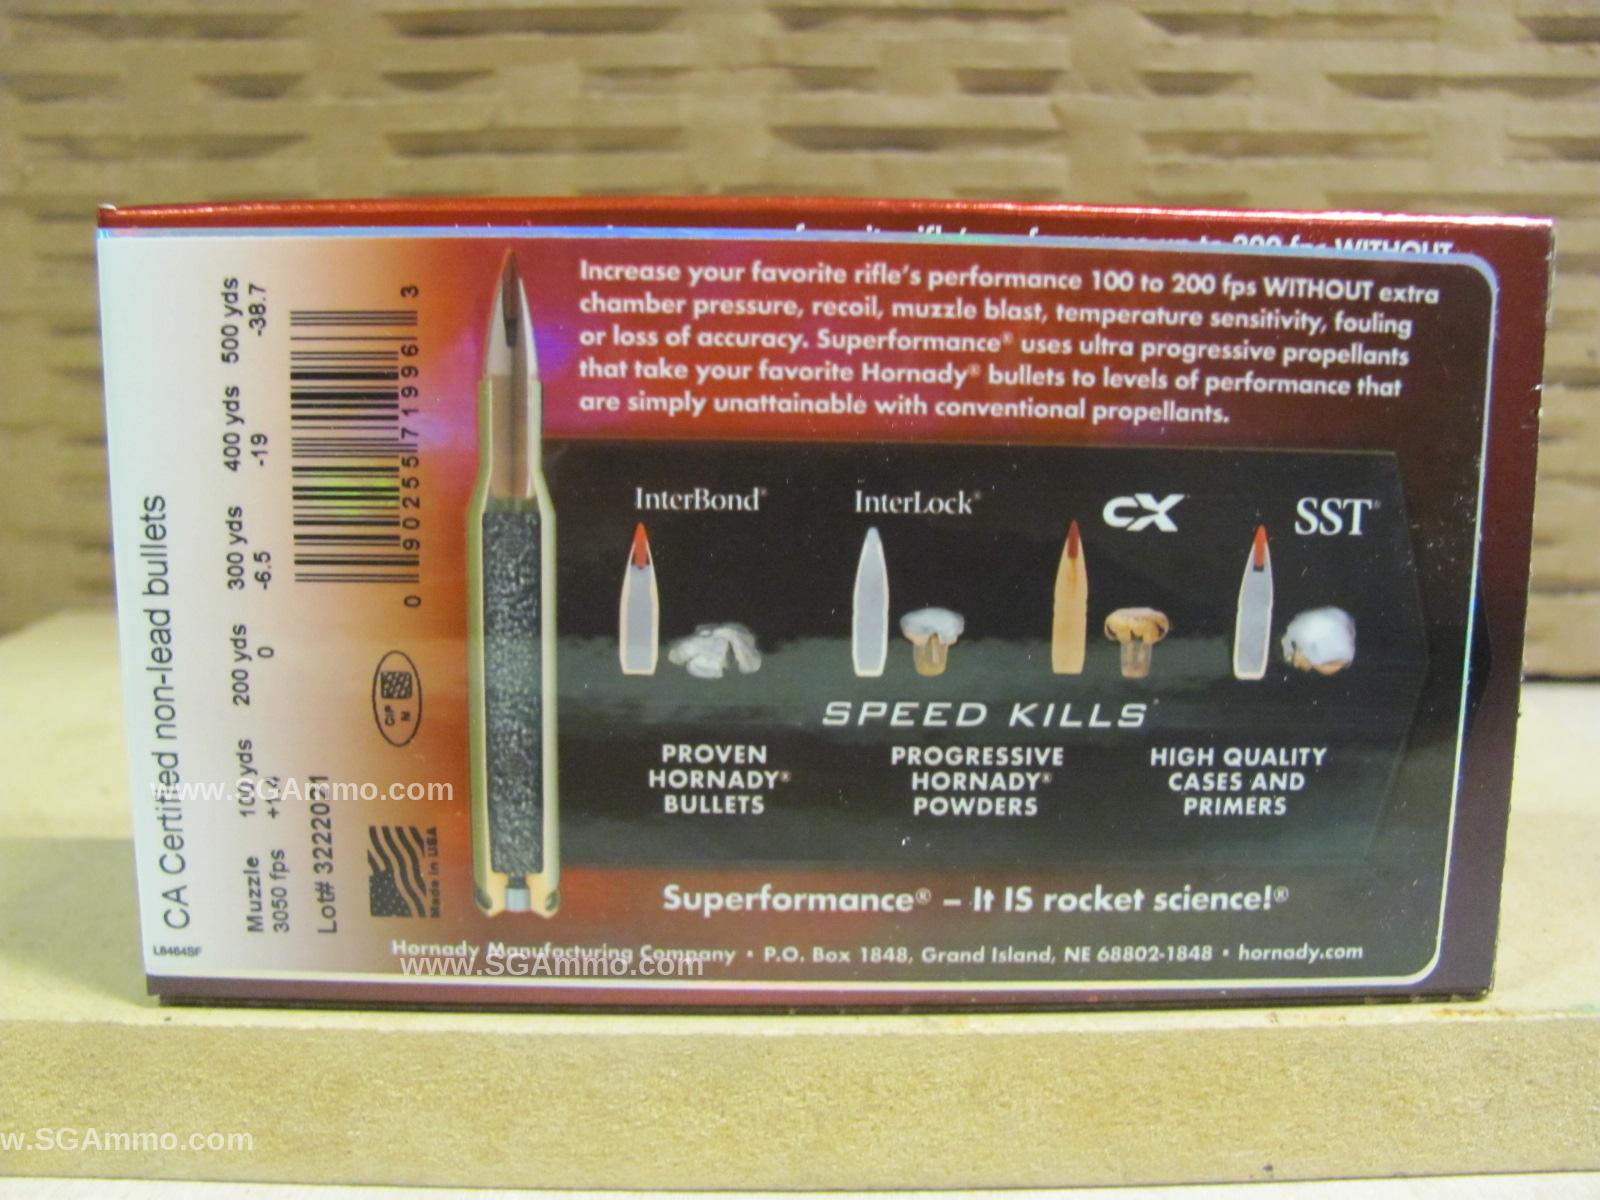 Increase your favorite rifle's performance 100 to 200 fps WITHOUT extra
chamber pressure, recoil, muzzle blast, temperature sensitivity, fouling
or loss of accuracy. Superformance® uses ultra progressive propellants
that take your favorite Hornady® bullets to levels of performance that
are simply unattainable with conventional propellants.
InterBond® InterLock® CX SST®
SPEED KILLS
PROVEN
HORNADY®
BULLETS
PROGRESSIVE
HORNADY®
POWDERS
HIGH QUALITY
CASES AND
PRIMERS
Superformance® – It IS rocket science!®
Hornady Manufacturing Company • P.O. Box 1848, Grand Island, NE 68802-1848 • hornady.com
CA Certified non-lead bullets
Muzzle 100 yds 200 yds 300 yds 400 yds 500 yds
3050 fps 0 -6.5 -19 -38.7
Lot# 3222021
0 90255 71996 3
CIP
N
Made in USA
L8464SF
www.SGAmmo.com
www.SGAmmo.com
w.SGAmmo.com